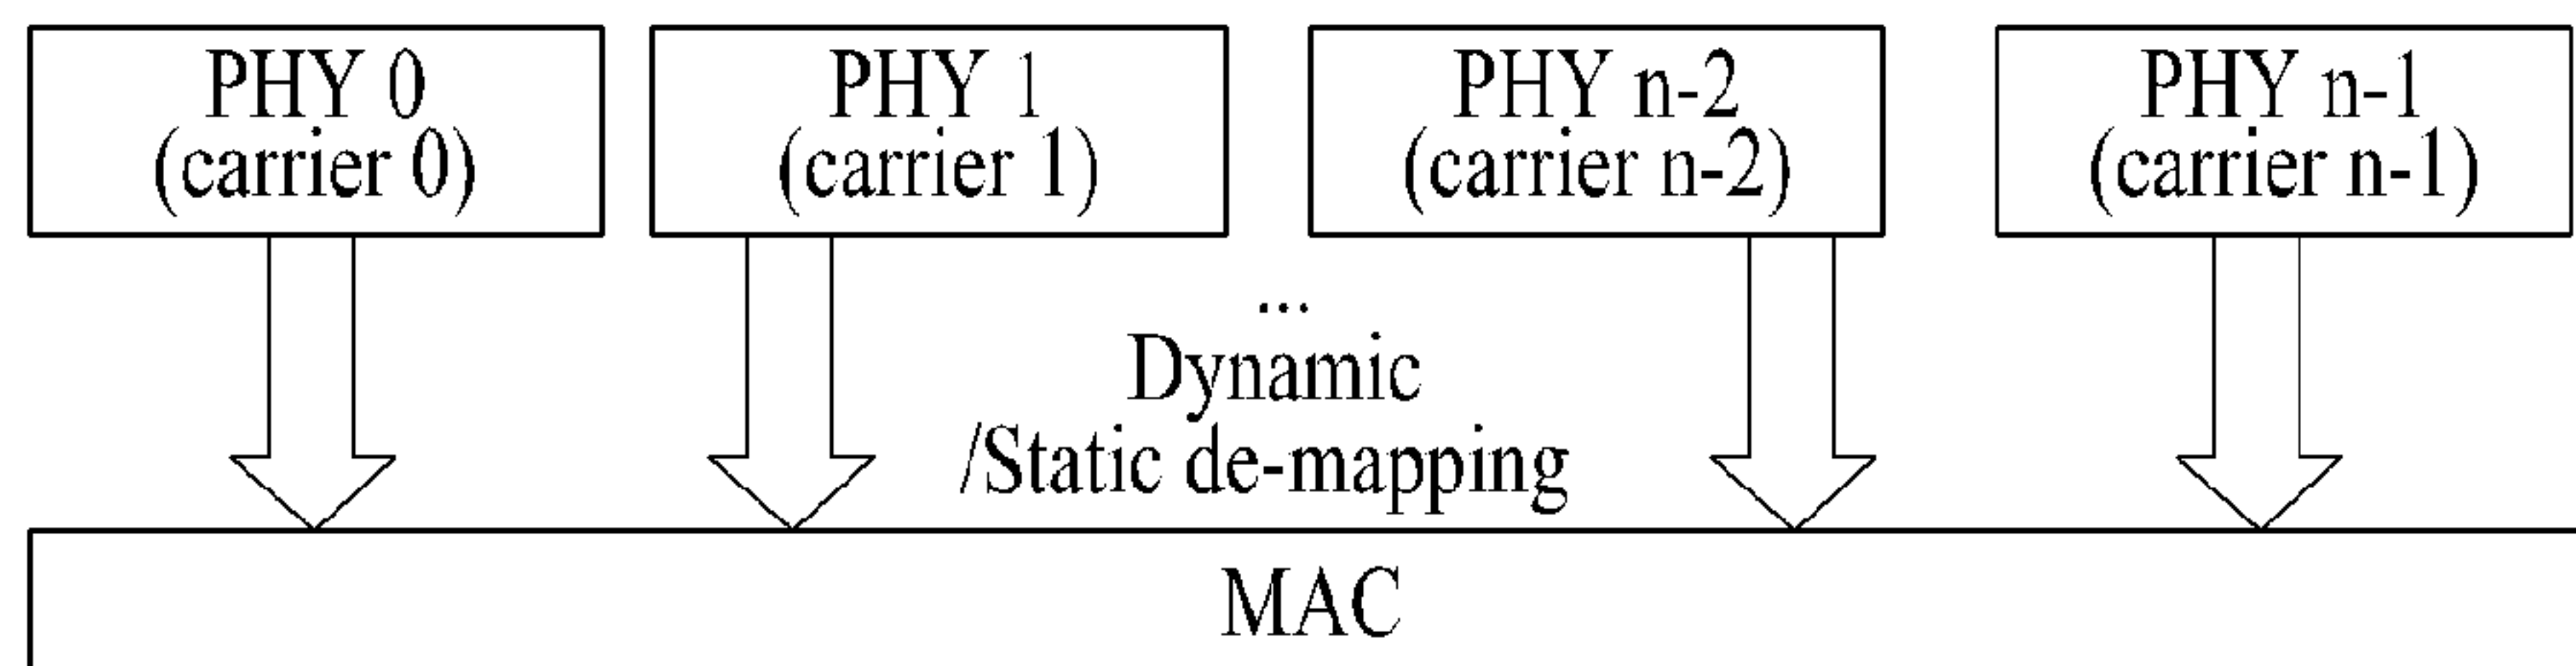 PHY 0
(carrier 0)
PHY 1
(carrier 1)
PHY n-2
(carrier n-2)
PHY n-1
(carrier n-1)
...
Dynamic
/Static de-mapping
MAC